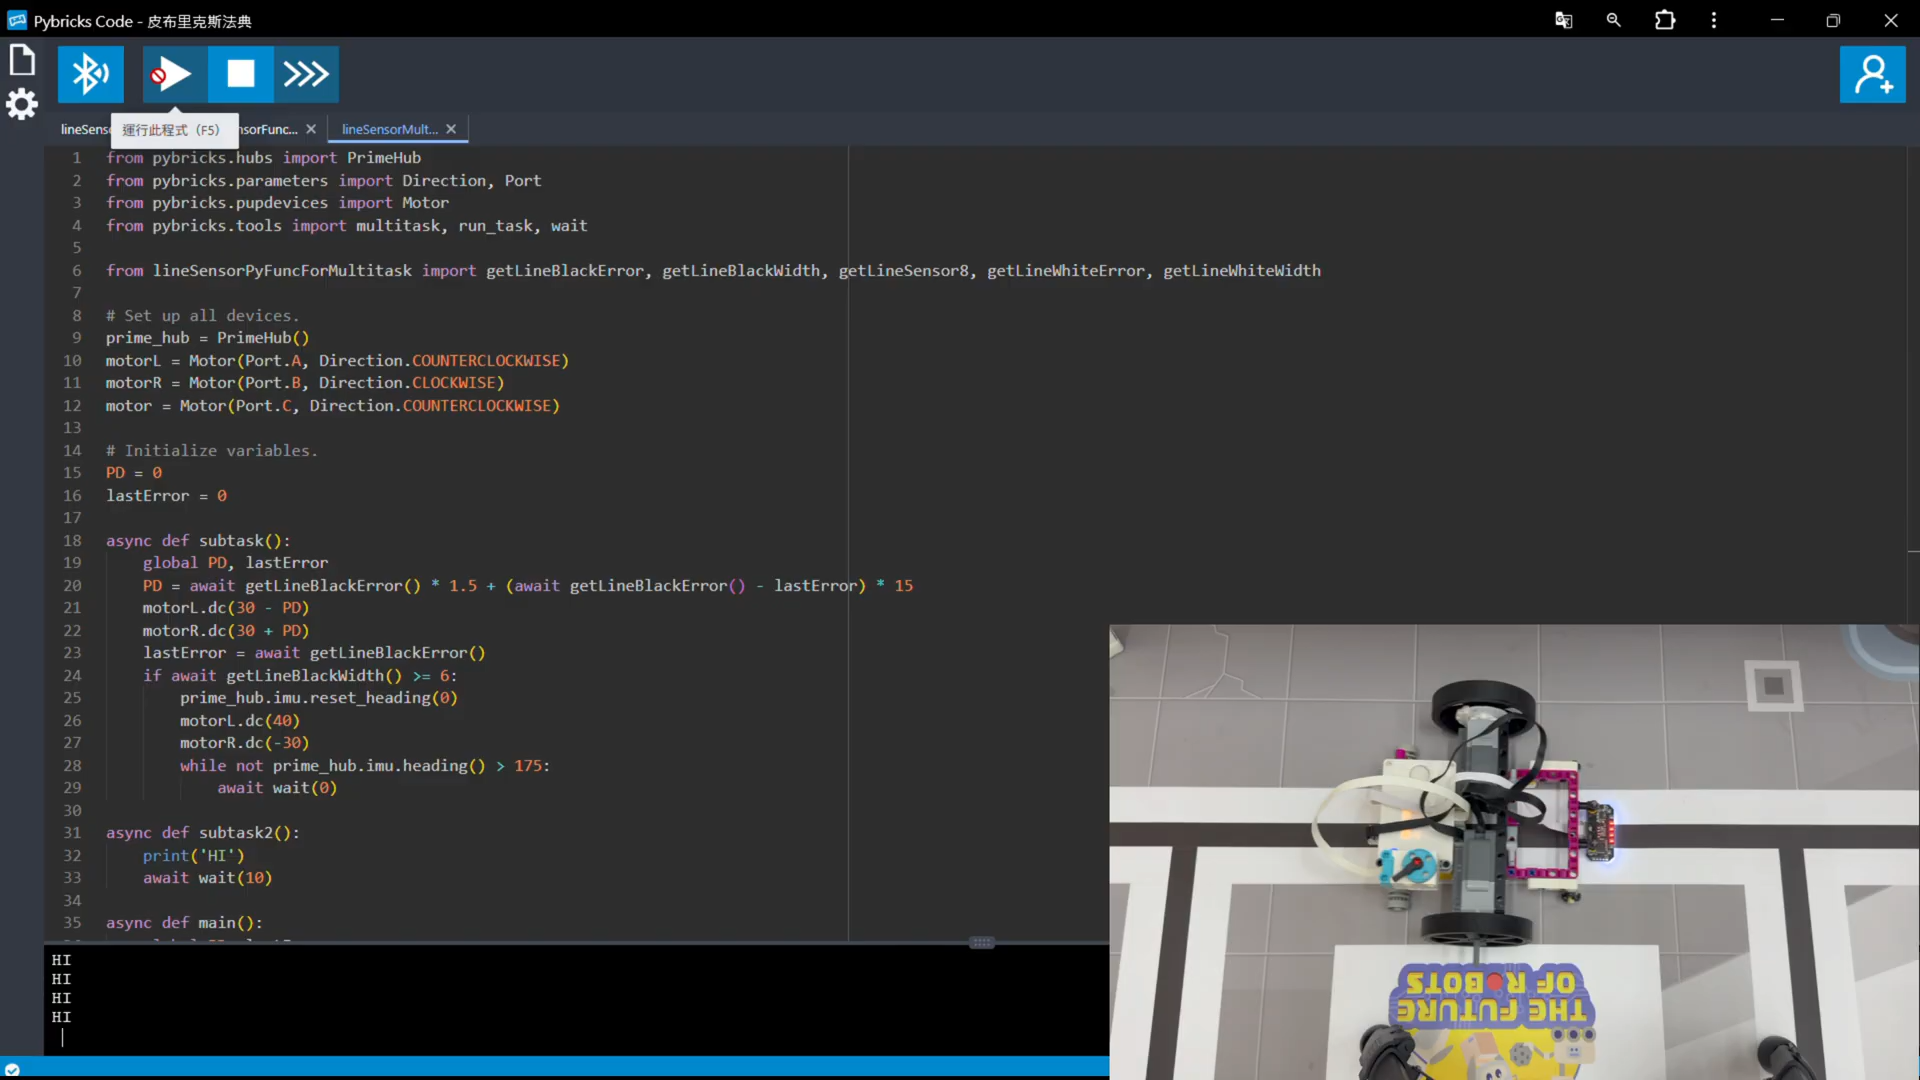 Pybricks Code - 皮布里克斯法典
運行此程式（F5）
lineSens
sorFunc...
lineSensorMult...
1 from pybricks.hubs import PrimeHub
2 from pybricks.parameters import Direction, Port
3 from pybricks.pupdevices import Motor
4 from pybricks.tools import multitask, run_task, wait
5
6 from lineSensorPyFuncForMultitask import getLineBlackError, getLineBlackWidth, getLineSensor8, getLineWhiteError, getLineWhiteWidth
7
8 # Set up all devices.
9 prime_hub = PrimeHub()
10 motorL = Motor(Port.A, Direction.COUNTERCLOCKWISE)
11 motorR = Motor(Port.B, Direction.CLOCKWISE)
12 motor = Motor(Port.C, Direction.COUNTERCLOCKWISE)
13
14 # Initialize variables.
15 PD = 0
16 lastError = 0
17
18 async def subtask():
19 global PD, lastError
20 PD = await getLineBlackError() * 1.5 + (await getLineBlackError() - lastError) * 15
21 motorL.dc(30 - PD)
22 motorR.dc(30 + PD)
23 lastError = await getLineBlackError()
24 if await getLineBlackWidth() >= 6:
25 prime_hub.imu.reset_heading(0)
26 motorL.dc(40)
27 motorR.dc(-30)
28 while not prime_hub.imu.heading() > 175:
29 await wait(0)
30
31 async def subtask2():
32 print('HI')
33 await wait(10)
34
35 async def main():
HI
HI
HI
HI
THE FUTURE
OF ROBOTS